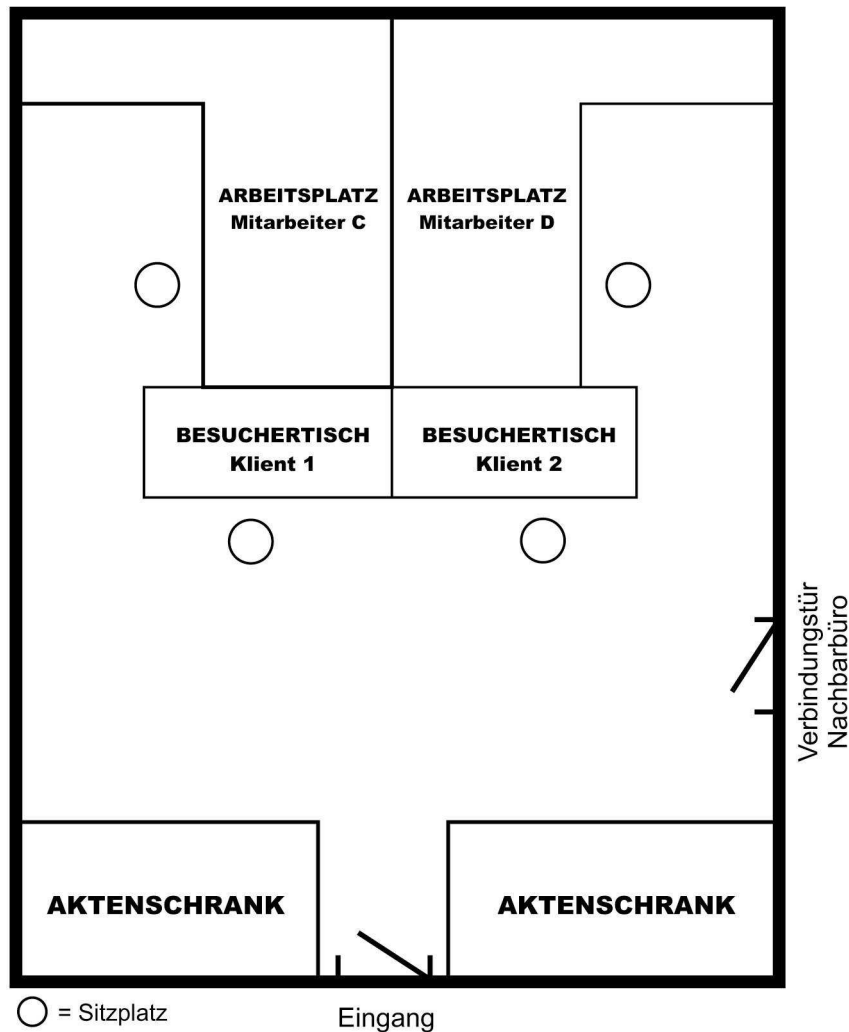 ARBEITSPLATZ
Mitarbeiter C
ARBEITSPLATZ
Mitarbeiter D
BESUCHERTISCH
Klient 1
BESUCHERTISCH
Klient 2
Verbindungstür
Nachbarbüro
AKTENSCHRANK
AKTENSCHRANK
= Sitzplatz
Eingang